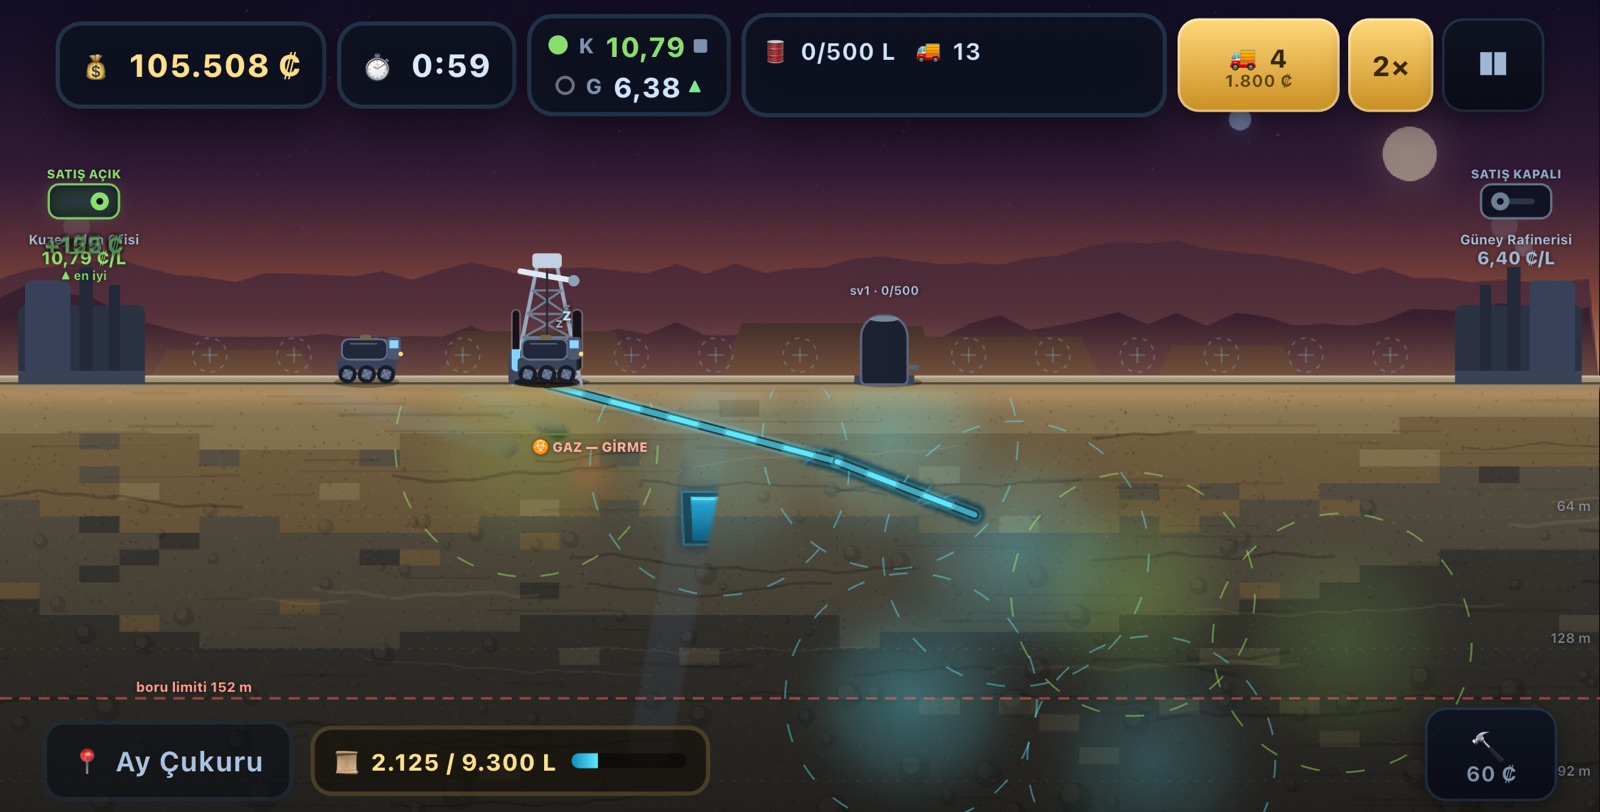 105.508 ₵
0:59
K 10,79
G 6,38
0/500 L 13
4
1.800 ₵
2×
SATIŞ AÇIK
10,79 ₵/L
en iyi
SATIŞ KAPALI
Güney Rafinerisi
6,40 ₵/L
sv1 · 0/500
z
z
GAZ — GİRME
64 m
128 m
boru limiti 152 m
Ay Çukuru
2.125 / 9.300 L
60 ₵
92 m